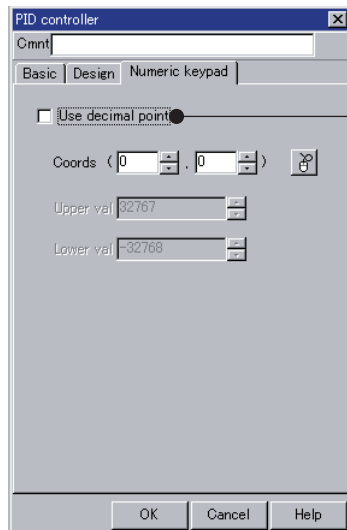 PID controller
Cmnt
Basic Design Numeric keypad
Use decimal point
Coords ( 0 . 0 )
Upper val 32767
Lower val -32768
OK Cancel Help